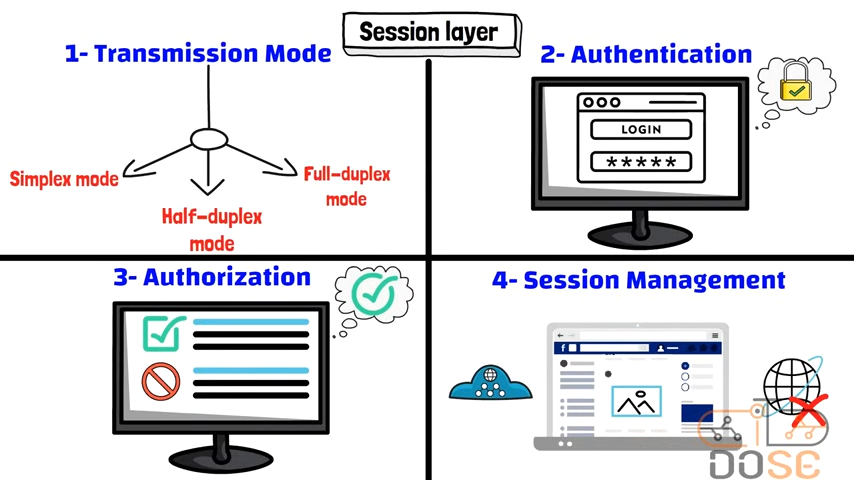 Session layer
1- Transmission Mode
Simplex mode
Half-duplex
mode
Full-duplex
mode
2- Authentication
LOGIN
*****
3- Authorization
4- Session Management
f
DOSE